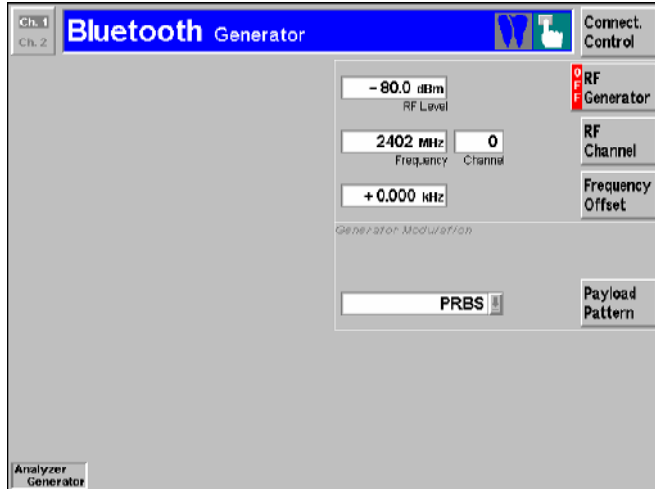 Ch. 1
Ch. 2
Bluetooth Generator
Connect.
Control
- 80.0 dBm
RF Level
OFF
RF
Generator
2402 MHz
0
Frequency
Channel
RF
Channel
+ 0.000 kHz
Frequency
Offset
Generator Modulation
PRBS
Payload
Pattern
Analyzer
Generator